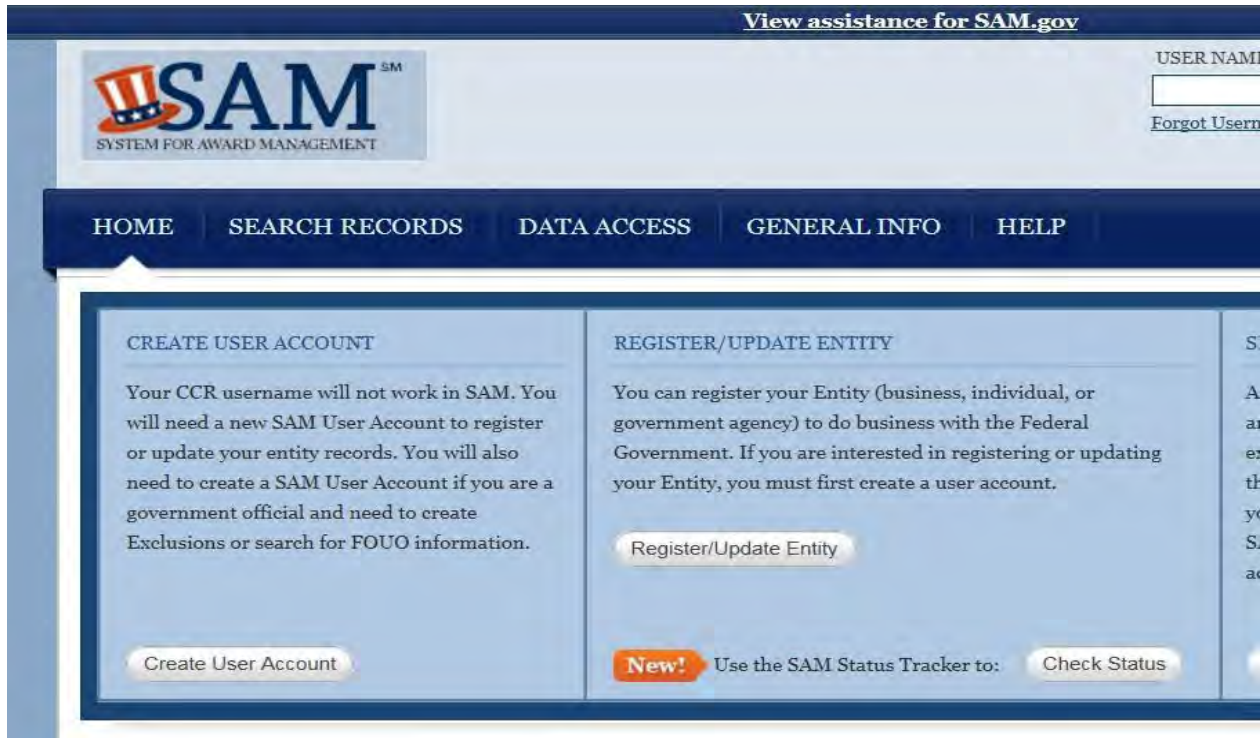 View assistance for SAM.gov
SAM SM
SYSTEM FOR AWARD MANAGEMENT
USER NAM
Forgot Usern
HOME SEARCH RECORDS DATA ACCESS GENERAL INFO HELP
CREATE USER ACCOUNT
Your CCR username will not work in SAM. You
will need a new SAM User Account to register
or update your entity records. You will also
need to create a SAM User Account if you are a
government official and need to create
Exclusions or search for FOUO information.
Create User Account
REGISTER/UPDATE ENTITY
You can register your Entity (business, individual, or
government agency) to do business with the Federal
Government. If you are interested in registering or updating
your Entity, you must first create a user account.
Register/Update Entity
New! Use the SAM Status Tracker to: Check Status